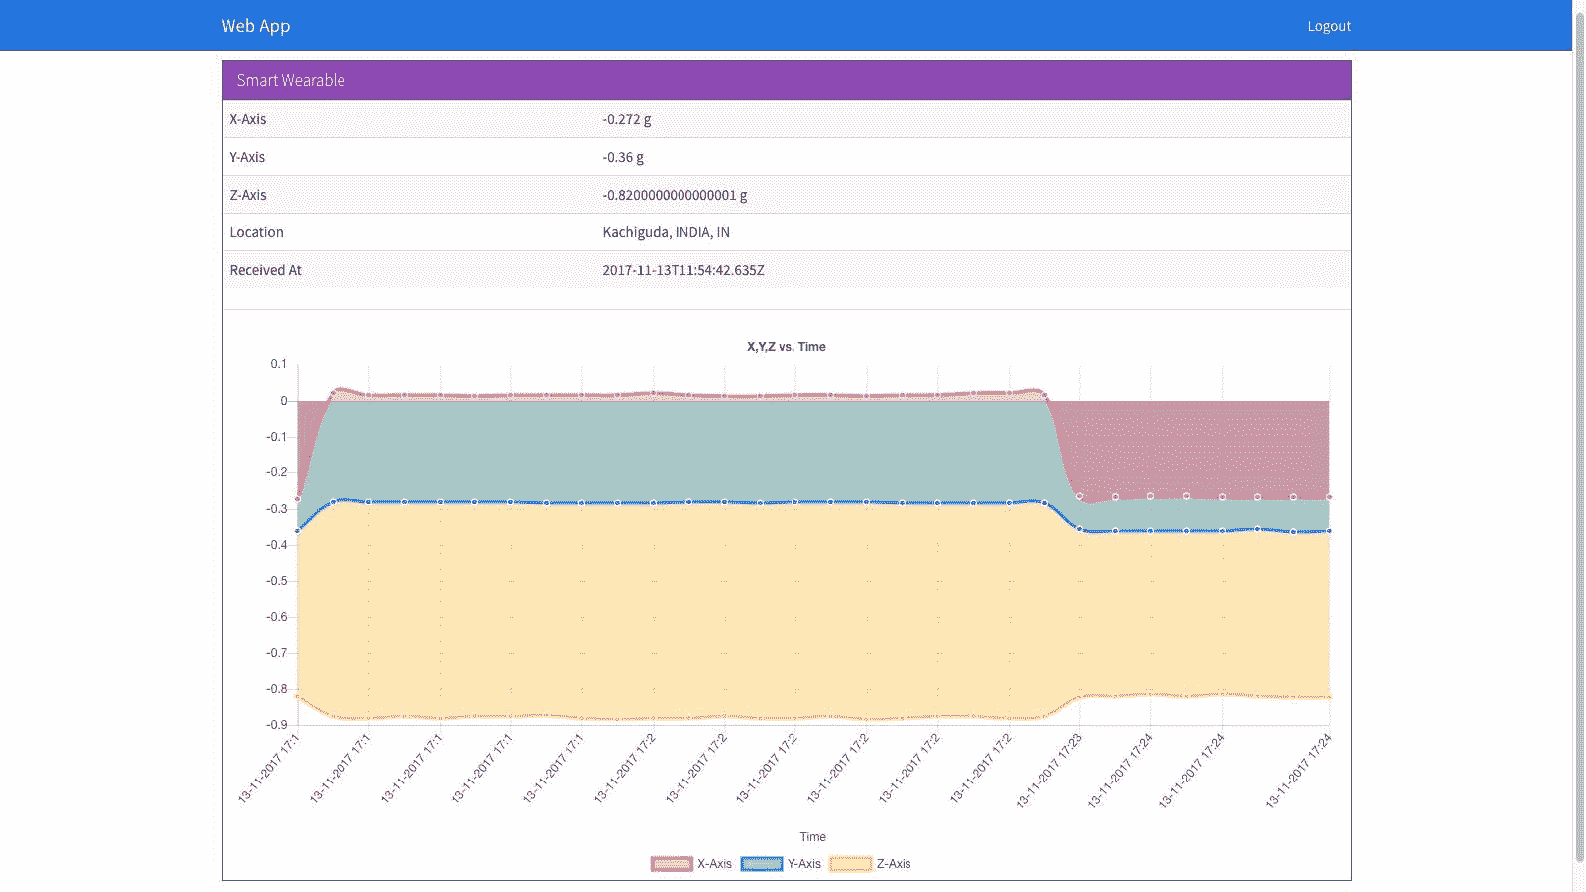 Web App
Logout
Smart Wearable
X-Axis -0.272 g
Y-Axis -0.36 g
Z-Axis -0.8200000000000001 g
Location Kachiguda, INDIA, IN
Received At 2017-11-13T11:54:42.635Z
X,Y,Z vs. Time
0.1
0
-0.1
-0.2
-0.3
-0.4
-0.5
-0.6
-0.7
-0.8
-0.9
13-11-2017 17:1
13-11-2017 17:1
13-11-2017 17:1
13-11-2017 17:1
13-11-2017 17:1
13-11-2017 17:2
13-11-2017 17:2
13-11-2017 17:2
13-11-2017 17:2
13-11-2017 17:2
13-11-2017 17:2
13-11-2017 17:23
13-11-2017 17:24
13-11-2017 17:24
13-11-2017 17:24
Time
X-Axis Y-Axis Z-Axis